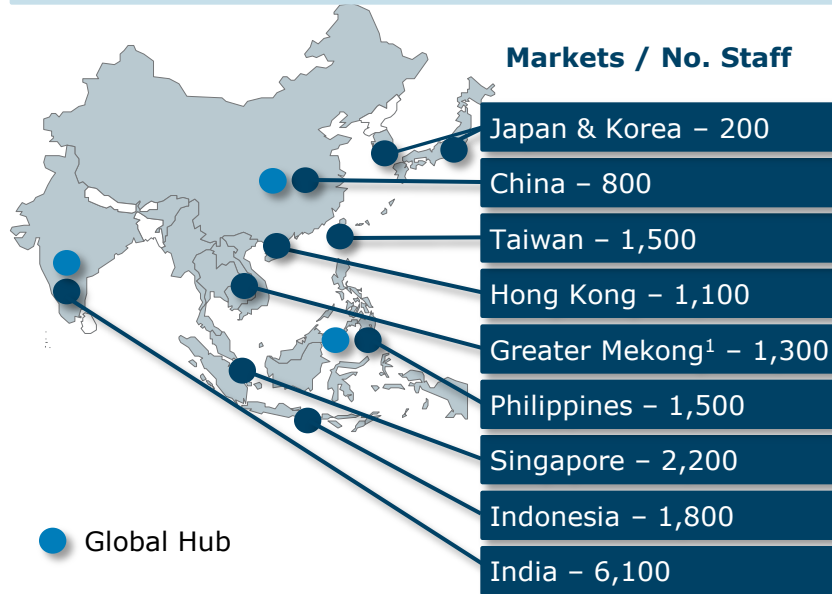 Markets / No. Staff
Japan & Korea – 200
China – 800
Taiwan – 1,500
Hong Kong – 1,100
Greater Mekong¹ – 1,300
Philippines – 1,500
Singapore – 2,200
Indonesia – 1,800
India – 6,100
Global Hub